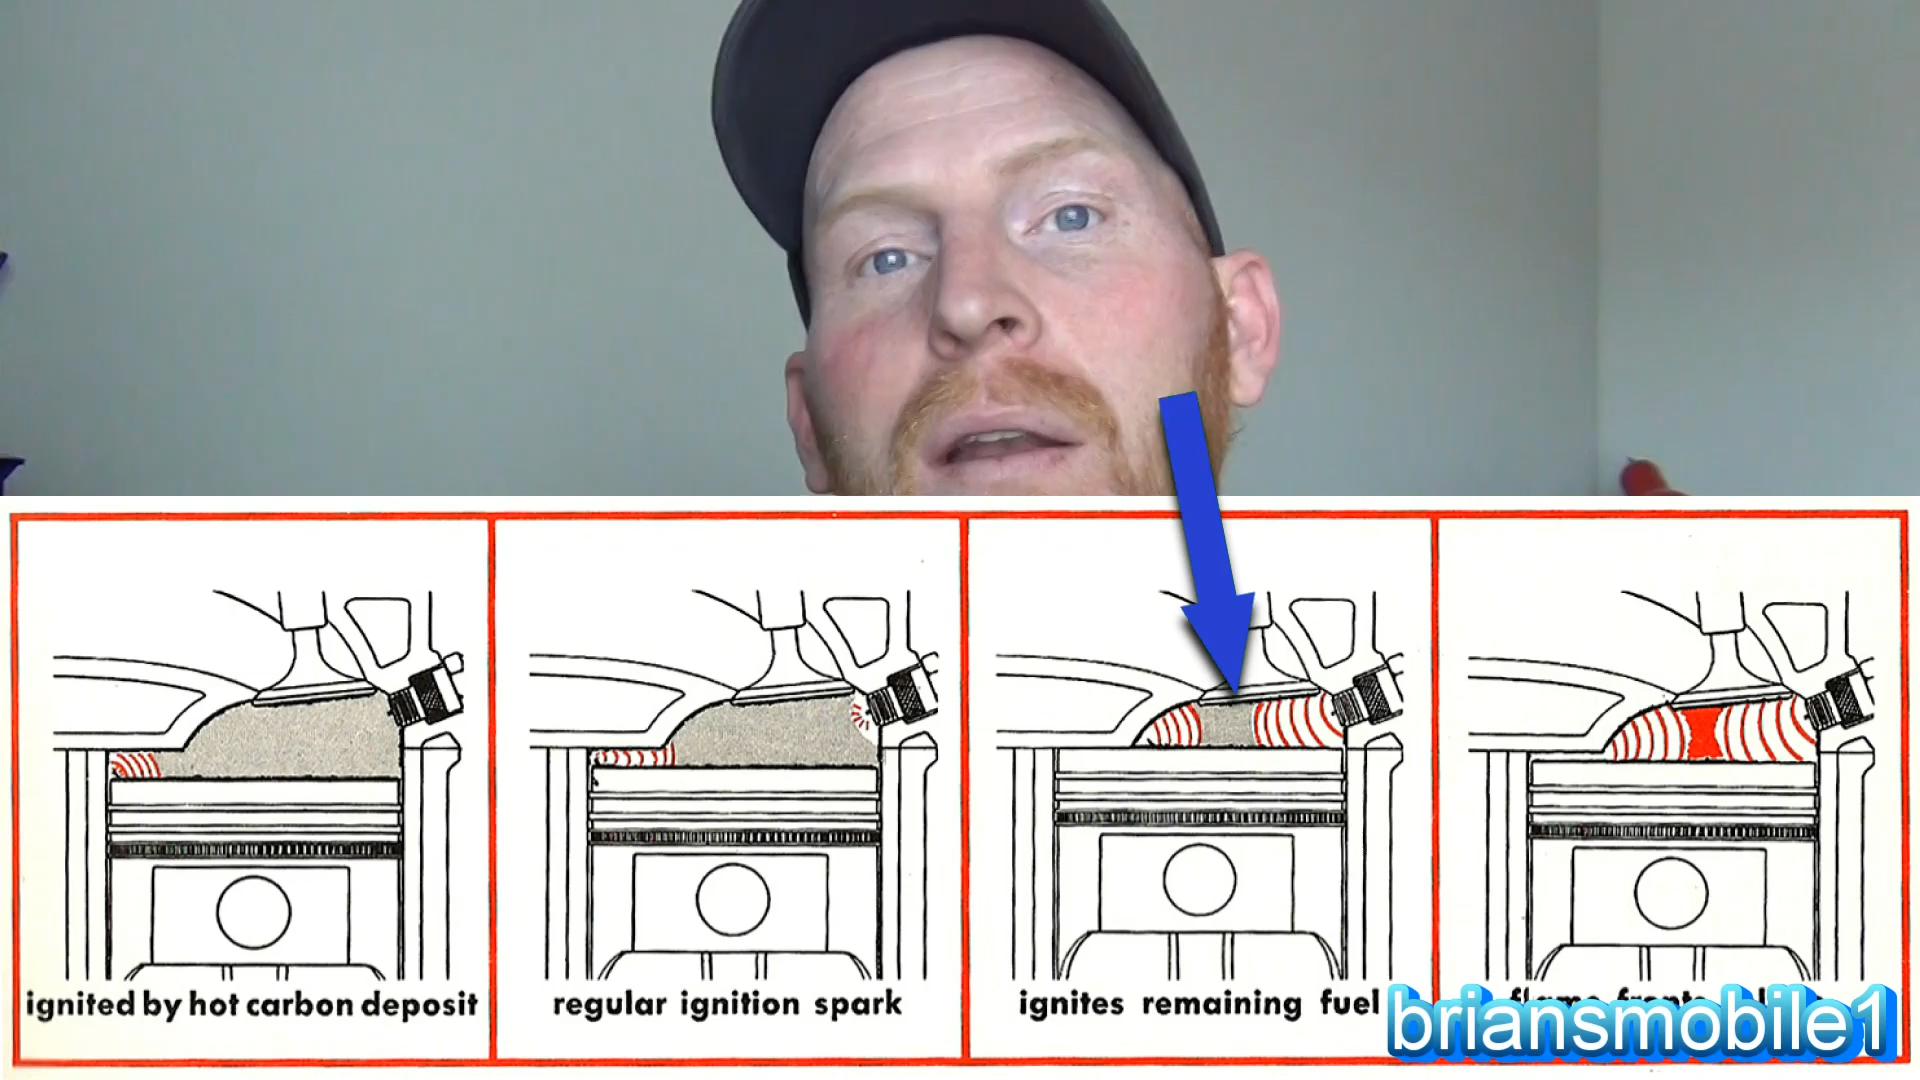 ignited by hot carbon deposit
regular ignition spark
ignites remaining fuel
briansmobile1